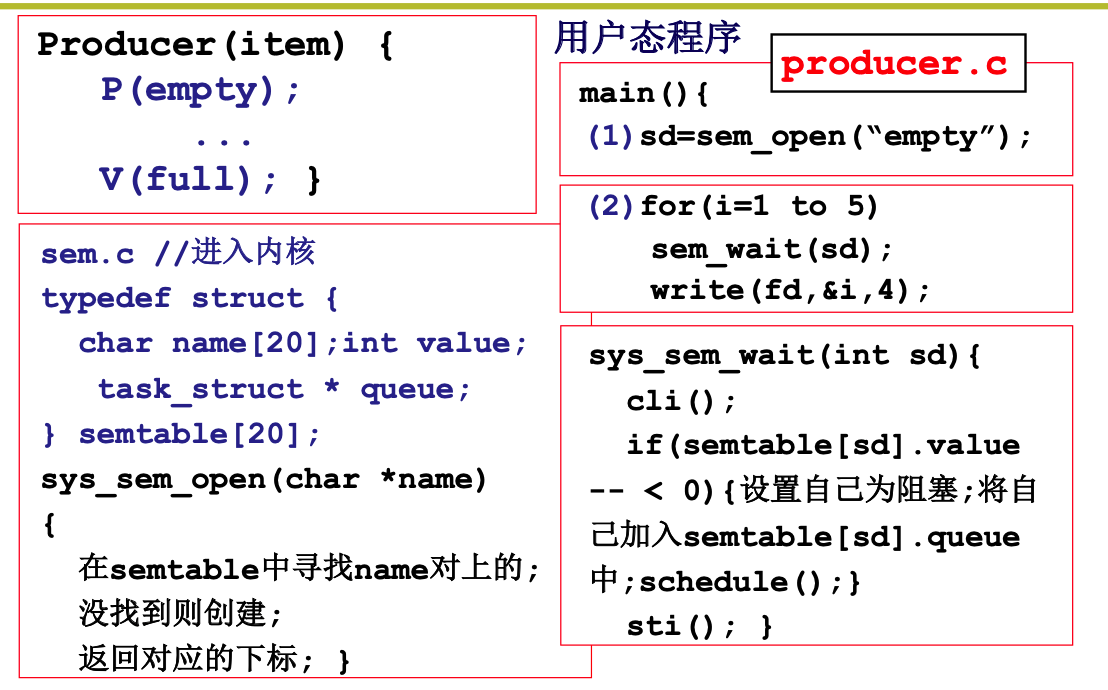 Producer(item) {
P(empty);
...
V(full); }
用户态程序
producer.c
main(){
(1)sd=sem_open(“empty”);
(2)for(i=1 to 5)
sem_wait(sd);
write(fd,&i,4);
sem.c //进入内核
typedef struct {
char name[20];int value;
task_struct * queue;
} semtable[20];
sys_sem_open(char *name)
{
在semtable中寻找name对上的;
没找到则创建;
返回对应的下标; }
sys_sem_wait(int sd){
cli();
if(semtable[sd].value
-- < 0){设置自己为阻塞;将自
己加入semtable[sd].queue
中;schedule();}
sti(); }